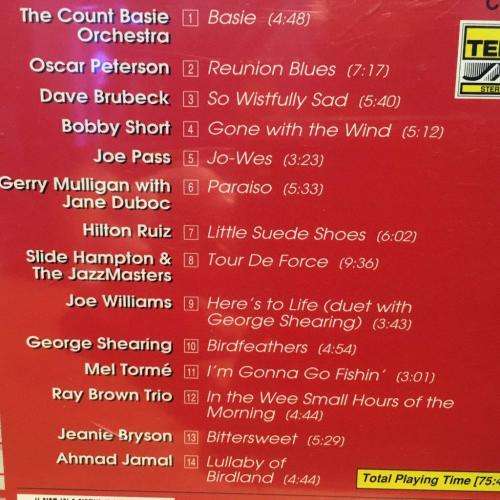 The Count Basie Orchestra 1 Basie (4:48)
Oscar Peterson 2 Reunion Blues (7:17)
Dave Brubeck 3 So Wistfully Sad (5:40)
Bobby Short 4 Gone with the Wind (5:12)
Joe Pass 5 Jo-Wes (3:23)
Gerry Mulligan with Jane Duboc 6 Paraiso (5:33)
Hilton Ruiz 7 Little Suede Shoes (6:02)
Slide Hampton & The JazzMasters 8 Tour De Force (9:36)
Joe Williams 9 Here's to Life (duet with
George Shearing) (3:43)
George Shearing 10 Birdfeathers (4:54)
Mel Tormé 11 I'm Gonna Go Fishin' (3:01)
Ray Brown Trio 12 In the Wee Small Hours of the
Morning (4:44)
Jeanie Bryson 13 Bittersweet (5:29)
Ahmad Jamal 14 Lullaby of
Birdland (4:44)
Total Playing Time [75:
TE
STER